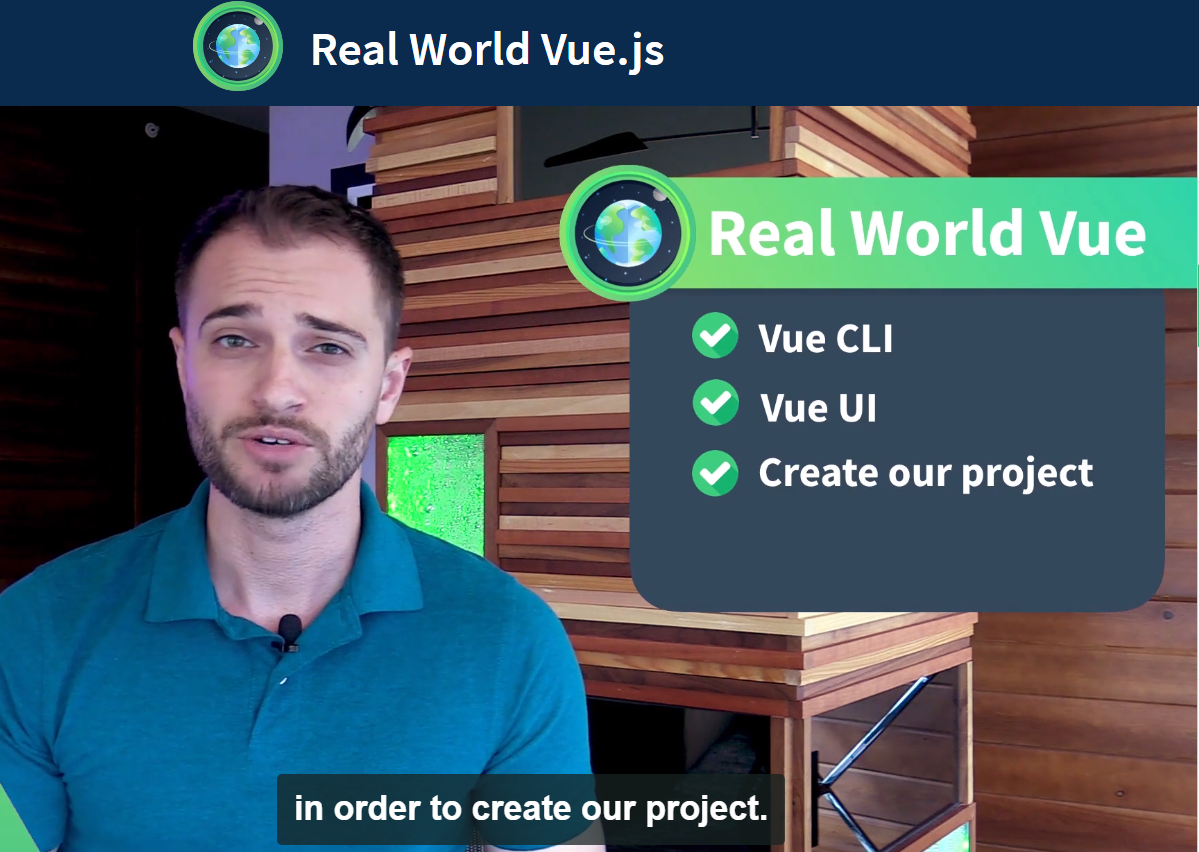 Real World Vue.js
Real World Vue
Vue CLI
Vue UI
Create our project
in order to create our project.